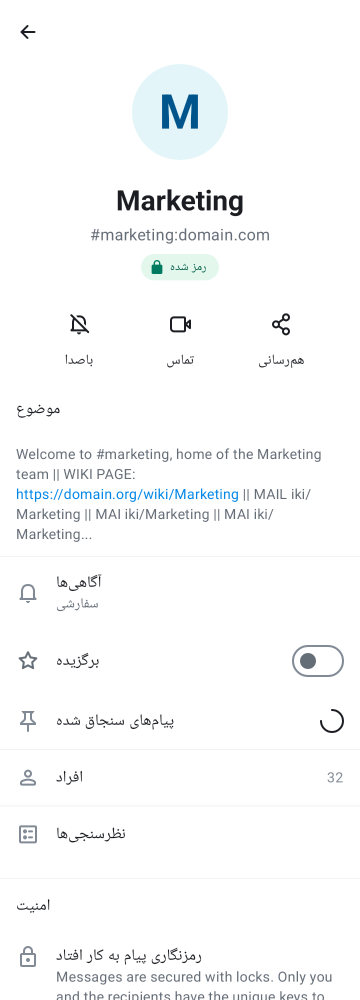 M
Marketing
#marketing:domain.com
رمز شده
باصدا
تماس
هم‌رسانی
موضوع
Welcome to #marketing, home of the Marketing
team || WIKI PAGE:
https://domain.org/wiki/Marketing || MAIL iki/
Marketing || MAI iki/Marketing || MAI iki/
Marketing...
آگاهی‌ها
سفارشی
برگزیده
پیام‌های سنجاق شده
افراد
32
نظرسنجی‌ها
امنیت
رمزنگاری پیام به کار افتاد
Messages are secured with locks. Only you
and the recipients have the unique keys to